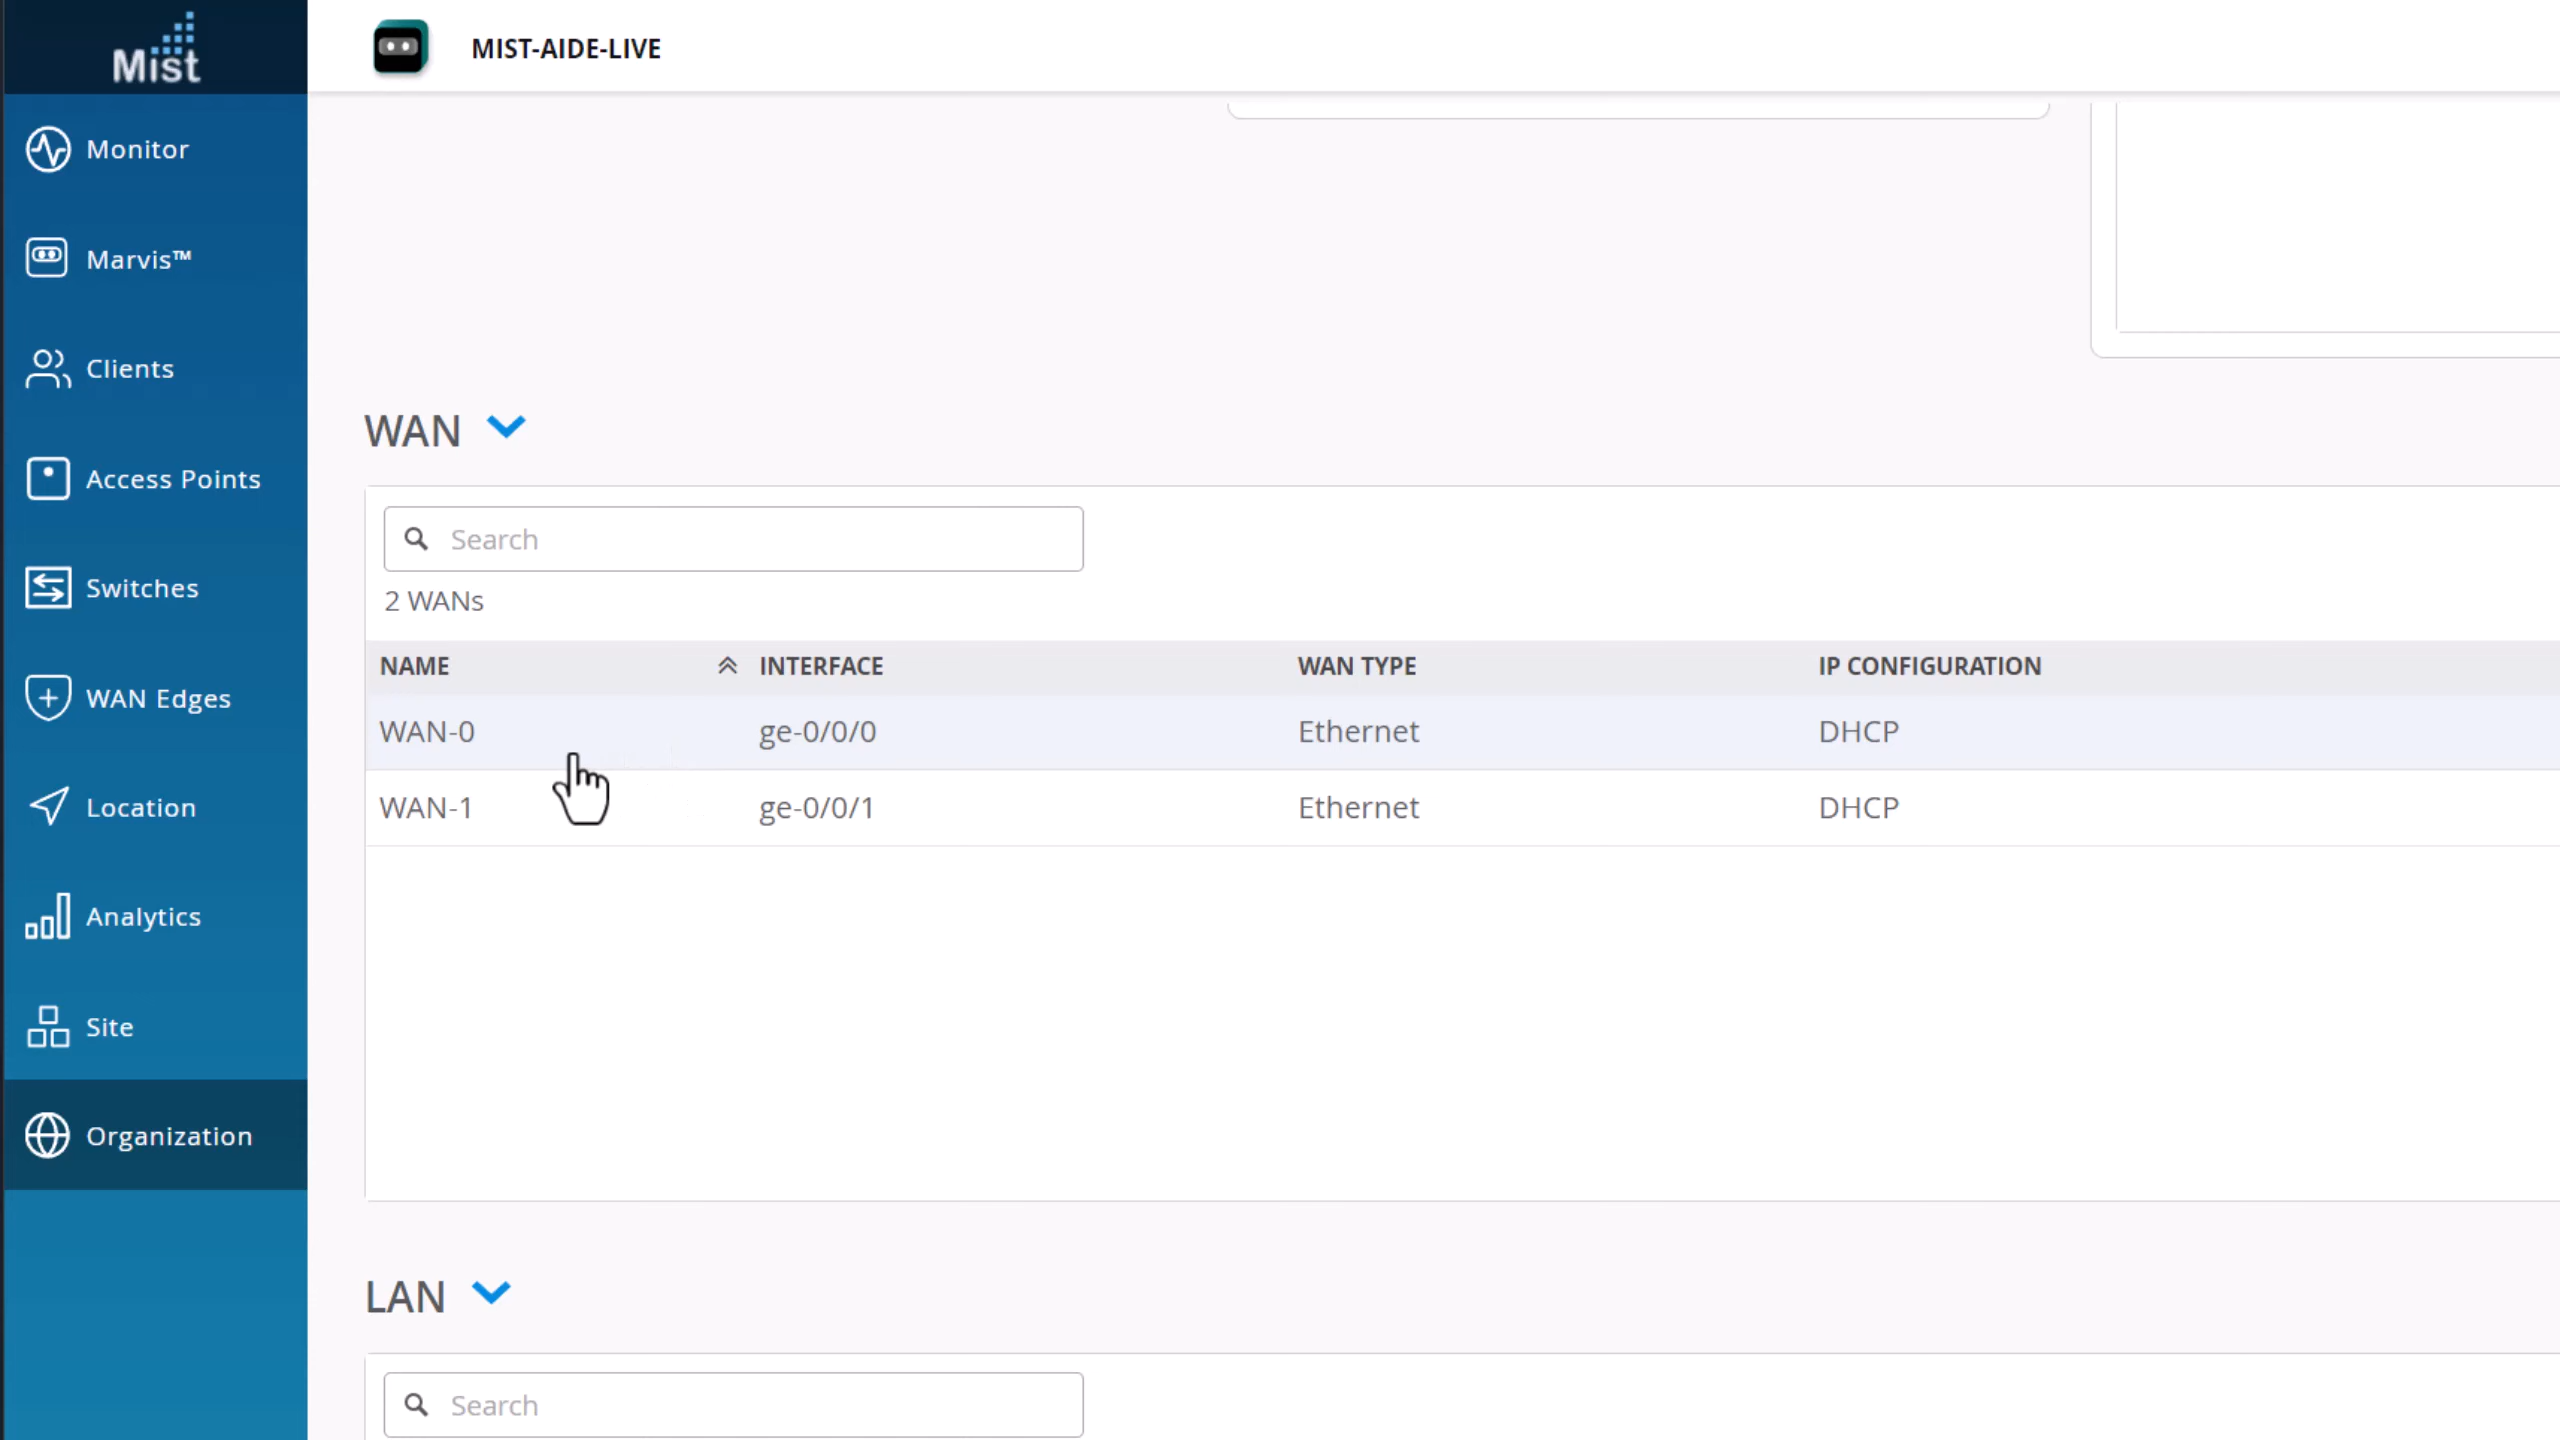 Mist
MIST-AIDE-LIVE
Monitor
Marvis™
Clients
Access Points
Switches
WAN Edges
Location
Analytics
Site
Organization
WAN
Search
2 WANs
NAME INTERFACE WAN TYPE IP CONFIGURATION
WAN-0 ge-0/0/0 Ethernet DHCP
WAN-1 ge-0/0/1 Ethernet DHCP
LAN
Search